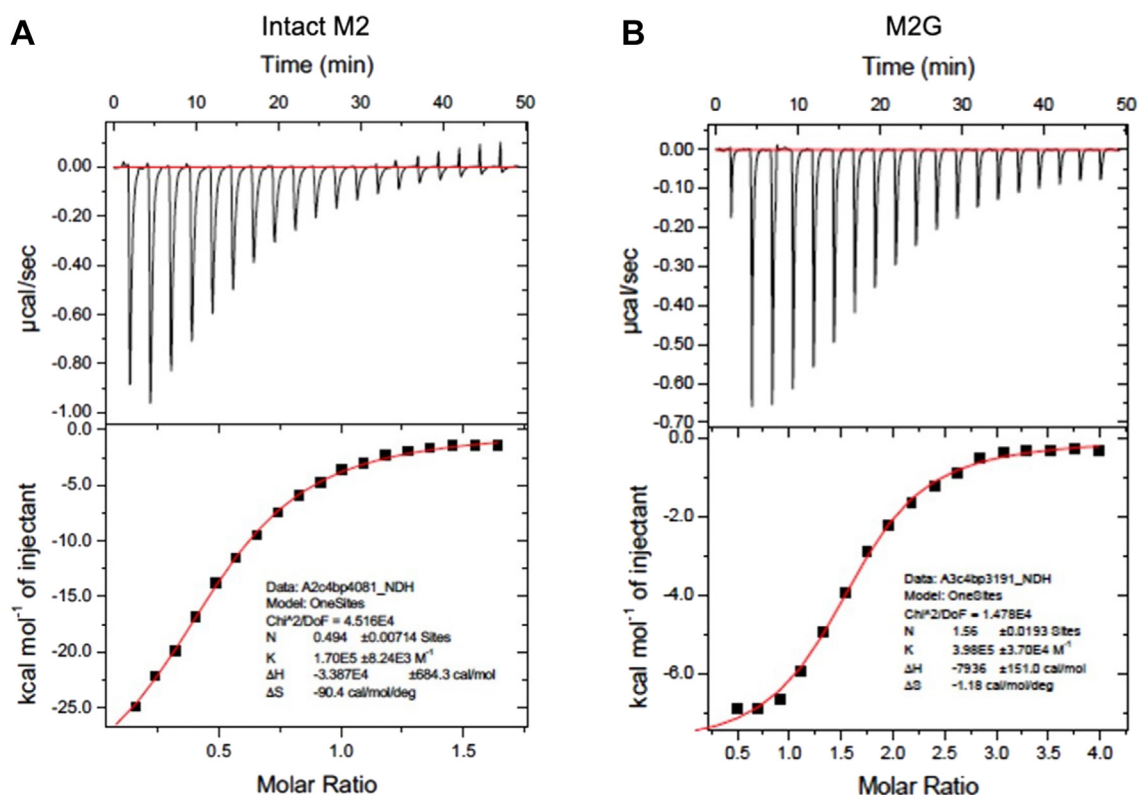 A
Intact M2
Time (min)
0 10 20 30 40 50
0.00
-0.20
-0.40
-0.60
-0.80
-1.00
µcal/sec
0.0
-5.0
-10.0
-15.0
-20.0
-25.0
kcal mol⁻¹ of injectant
Data: A2c4bp4081_NDH
Model: OneSites
Chi^2/DoF = 4.516E4
N 0.494 ±0.00714 Sites
K 1.70E5 ±8.24E3 M⁻¹
ΔH -3.387E4 ±684.3 cal/mol
ΔS -90.4 cal/mol/deg
0.5 1.0 1.5
Molar Ratio
B
M2G
Time (min)
0 10 20 30 40 50
0.00
-0.10
-0.20
-0.30
-0.40
-0.50
-0.60
-0.70
µcal/sec
0.0
-2.0
-4.0
-6.0
kcal mol⁻¹ of injectant
Data: A3c4bp3191_NDH
Model: OneSites
Chi^2/DoF = 1.478E4
N 1.56 ±0.0193 Sites
K 3.98E5 ±3.70E4 M⁻¹
ΔH -7936 ±151.0 cal/mol
ΔS -1.18 cal/mol/deg
0.5 1.0 1.5 2.0 2.5 3.0 3.5 4.0
Molar Ratio